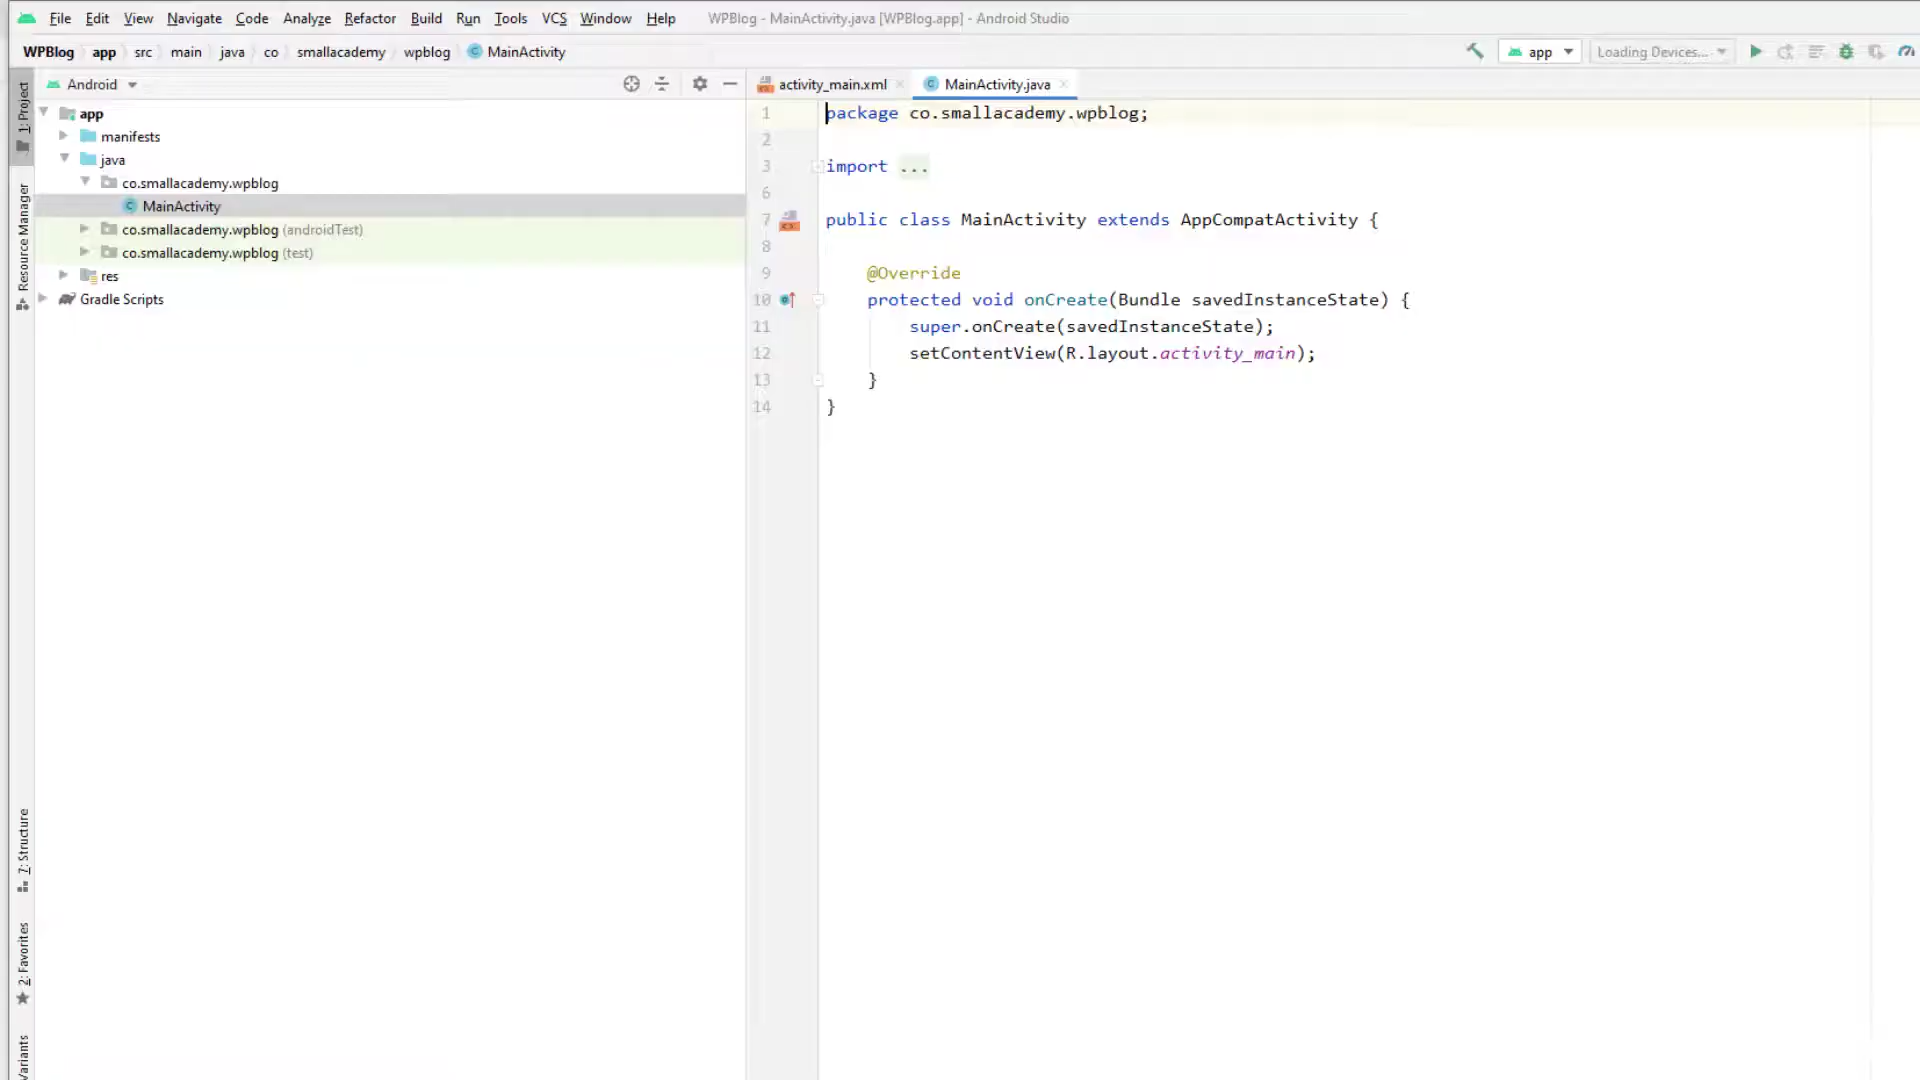 File Edit View Navigate Code Analyze Refactor Build Run Tools VCS Window Help WPBlog - MainActivity.java [WPBlog.app] - Android Studio
WPBlog app src main java co smallacademy wpblog MainActivity app Loading Devices...
Android
activity_main.xml MainActivity.java
1: Project
Resource Manager
7: Structure
2: Favorites
Variants
app
manifests
java
co.smallacademy.wpblog
MainActivity
co.smallacademy.wpblog (androidTest)
co.smallacademy.wpblog (test)
res
Gradle Scripts
1 package co.smallacademy.wpblog;
2
3 import ...
6
7 public class MainActivity extends AppCompatActivity {
8
9 @Override
10 protected void onCreate(Bundle savedInstanceState) {
11 super.onCreate(savedInstanceState);
12 setContentView(R.layout.activity_main);
13 }
14 }